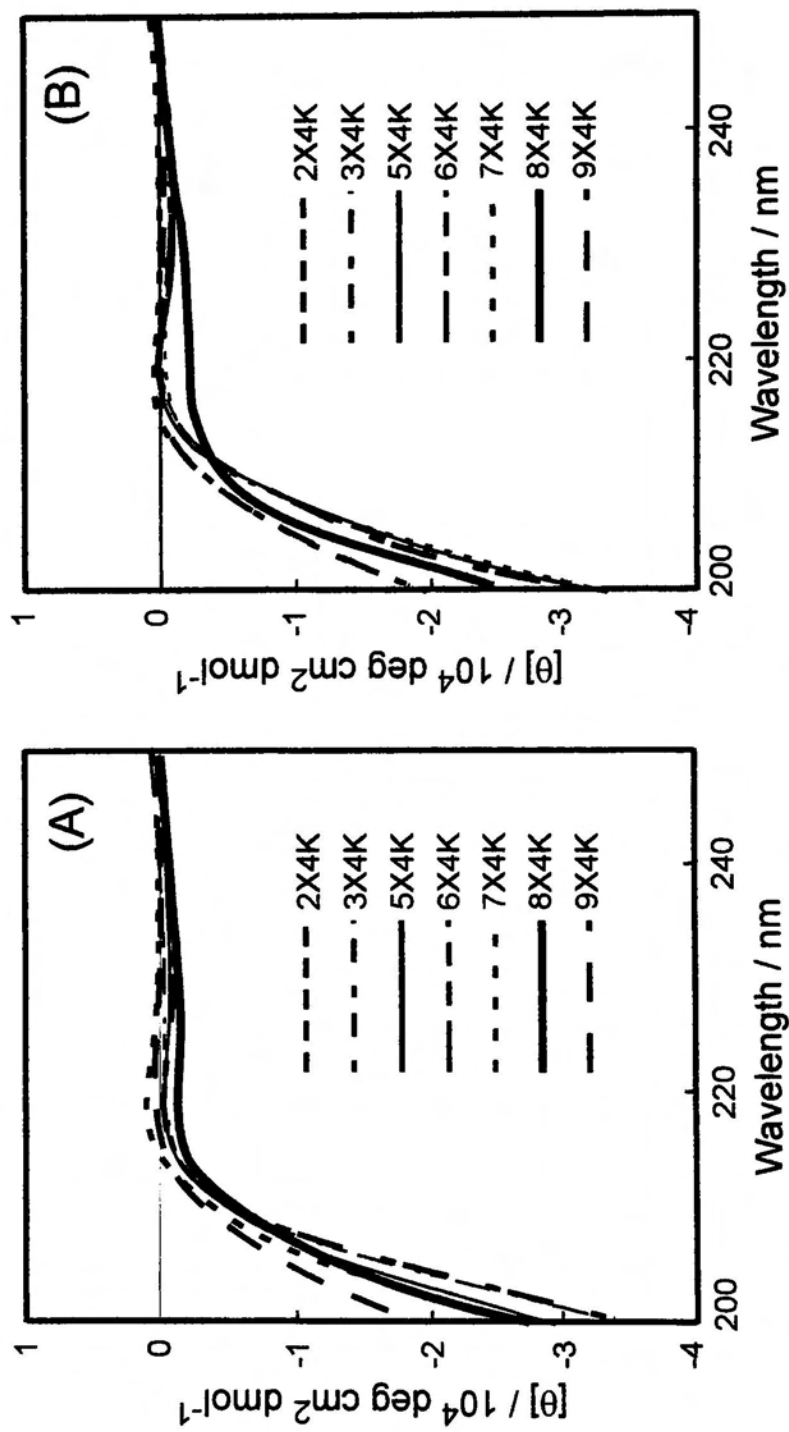 (A)
[θ] / 10⁴ deg cm² dmol⁻¹
1
0
-1
-2
-3
-4
2X4K
3X4K
5X4K
6X4K
7X4K
8X4K
9X4K
200
220
240
Wavelength / nm
(B)
[θ] / 10⁴ deg cm² dmol⁻¹
1
0
-1
-2
-3
-4
2X4K
3X4K
5X4K
6X4K
7X4K
8X4K
9X4K
200
220
240
Wavelength / nm